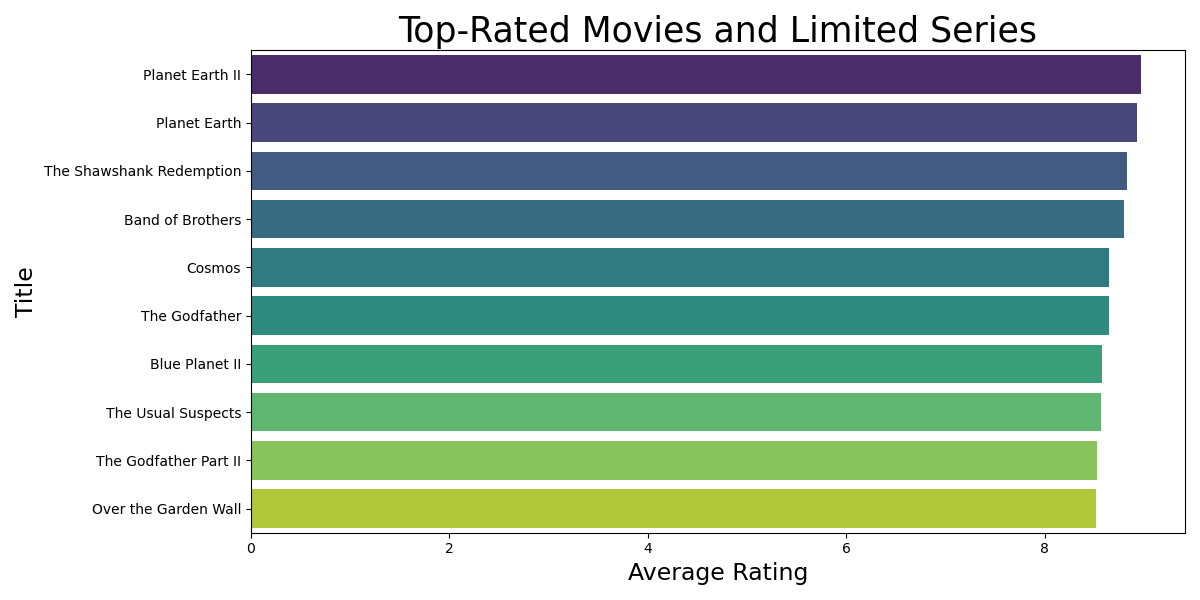 Top-Rated Movies and Limited Series
Title
Planet Earth II
Planet Earth
The Shawshank Redemption
Band of Brothers
Cosmos
The Godfather
Blue Planet II
The Usual Suspects
The Godfather Part II
Over the Garden Wall
0 2 4 6 8
Average Rating